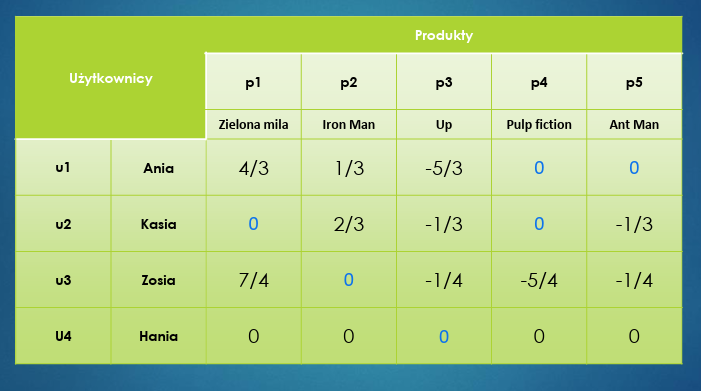 Produkty
Użytkownicy
p1 p2 p3 p4 p5
Zielona mila Iron Man Up Pulp fiction Ant Man
u1 Ania 4/3 1/3 -5/3 0 0
u2 Kasia 0 2/3 -1/3 0 -1/3
u3 Zosia 7/4 0 -1/4 -5/4 -1/4
U4 Hania 0 0 0 0 0